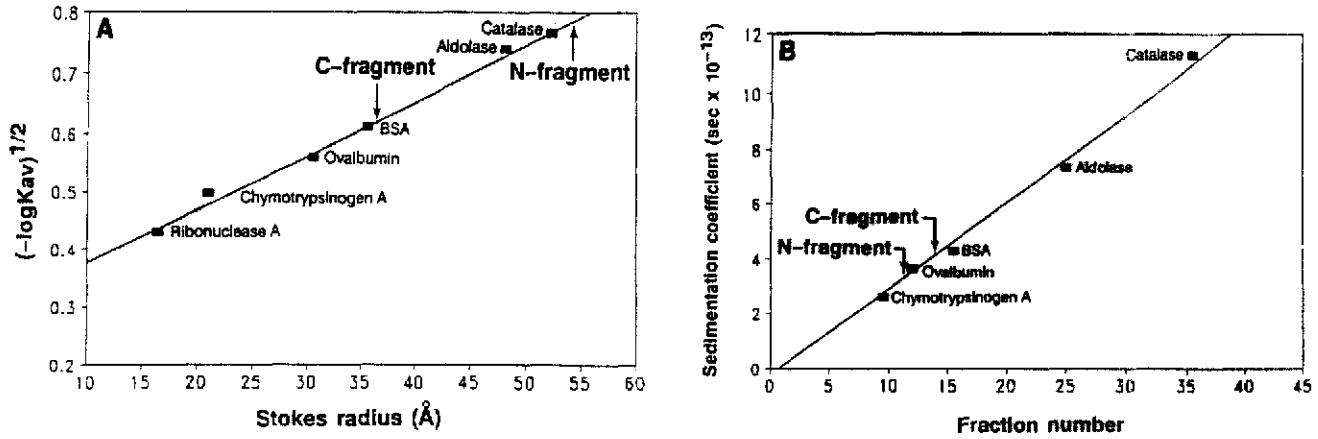 A
(-logKav)1/2
0.8
0.7
0.6
0.5
0.4
0.3
0.2
10 15 20 25 30 35 40 45 50 55 60
Stokes radius (Å)
Catalase
Aldolase
N-fragment
C-fragment
BSA
Ovalbumin
Chymotrypsinogen A
Ribonuclease A
B
Sedimentation coefficient (sec x 10-13)
12
10
8
6
4
2
0
0 5 10 15 20 25 30 35 40 45
Fraction number
Catalase
Aldolase
C-fragment
N-fragment
BSA
Ovalbumin
Chymotrypsinogen A